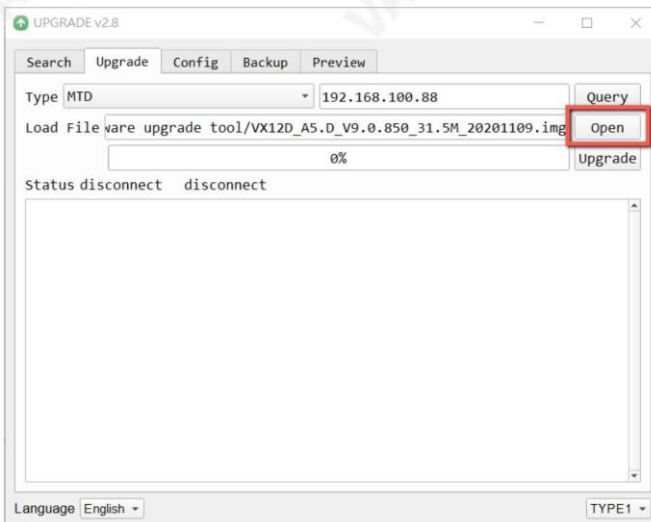 UPGRADE v2.8
Search Upgrade Config Backup Preview
Type MTD 192.168.100.88 Query
Load File ware upgrade tool/VX12D_A5.D_V9.0.850_31.5M_20201109.img Open
0% Upgrade
Status disconnect disconnect
Language English TYPE1